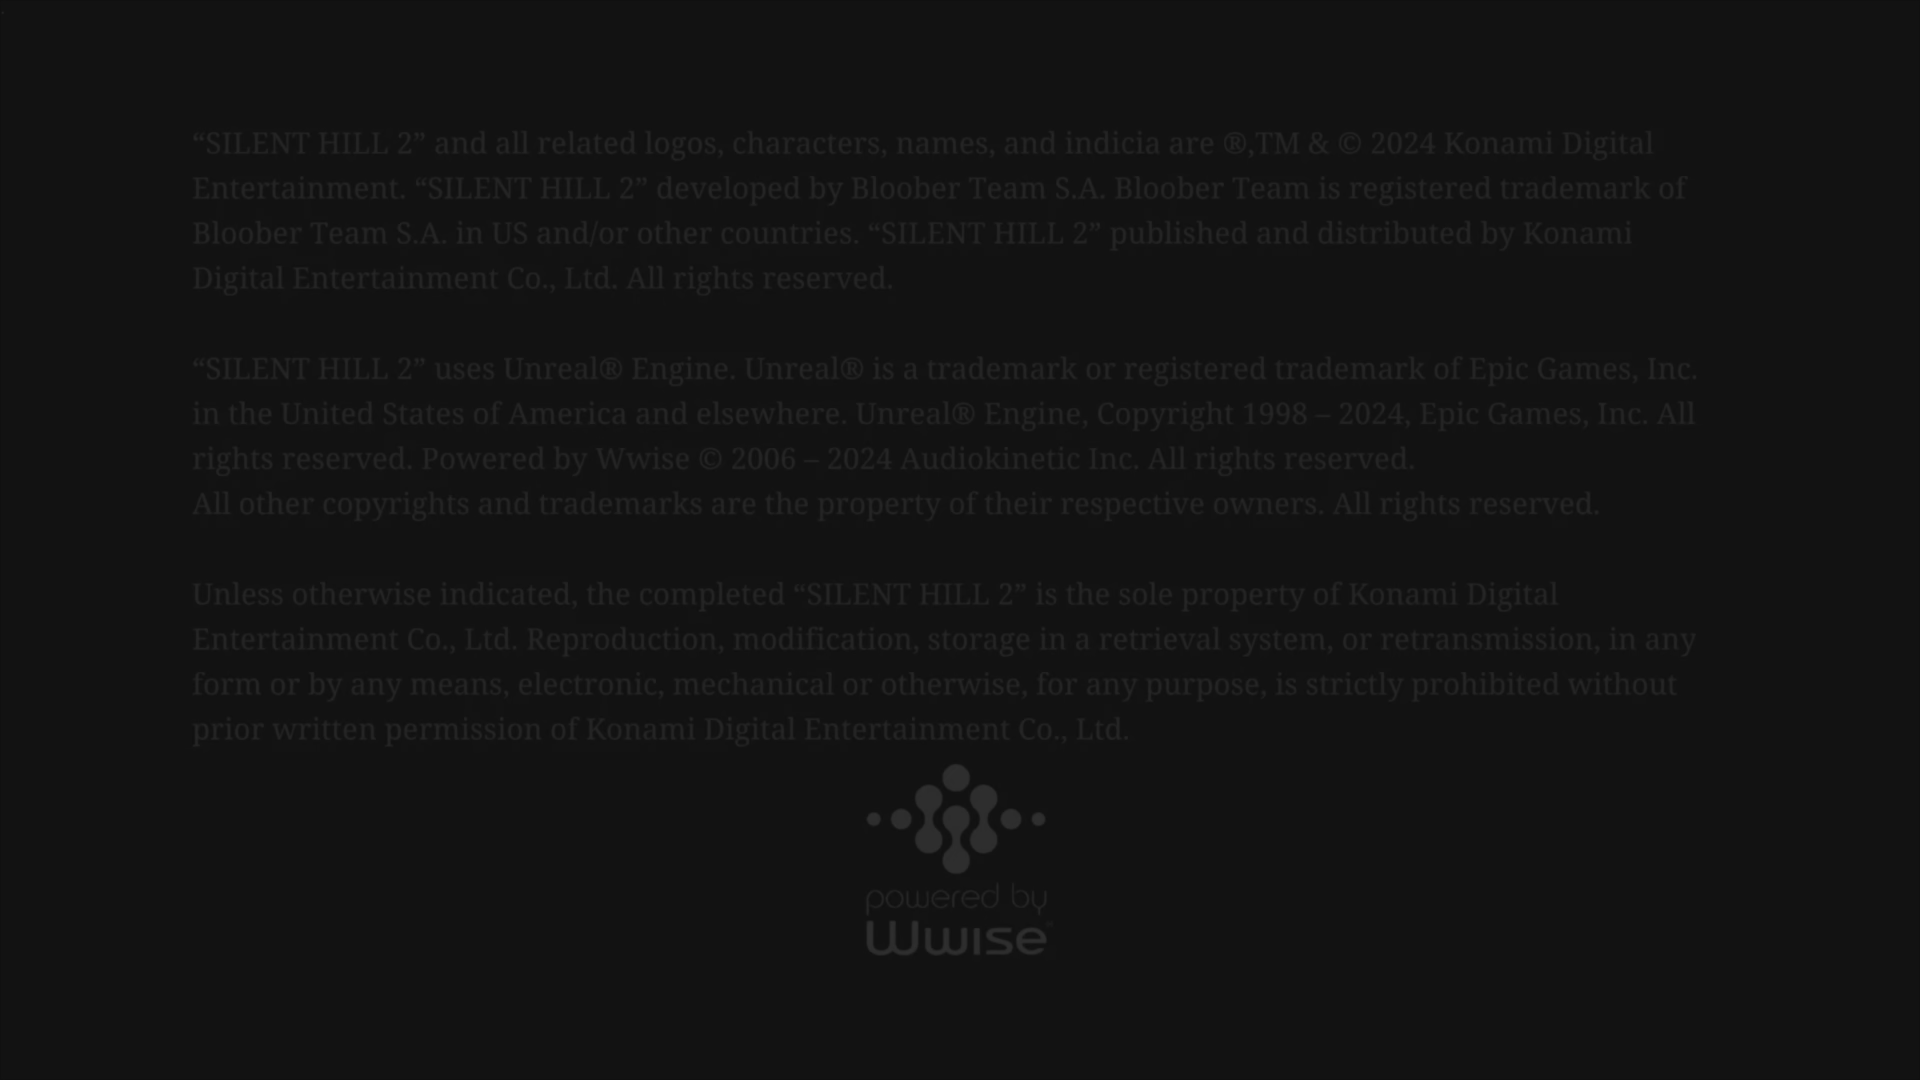 “SILENT HILL 2” and all related logos, characters, names, and indicia are ®,TM & © 2024 Konami Digital
Entertainment. “SILENT HILL 2” developed by Bloober Team S.A. Bloober Team is registered trademark of
Bloober Team S.A. in US and/or other countries. “SILENT HILL 2” published and distributed by Konami
Digital Entertainment Co., Ltd. All rights reserved.
“SILENT HILL 2” uses Unreal® Engine. Unreal® is a trademark or registered trademark of Epic Games, Inc.
in the United States of America and elsewhere. Unreal® Engine, Copyright 1998 – 2024, Epic Games, Inc. All
rights reserved. Powered by Wwise © 2006 – 2024 Audiokinetic Inc. All rights reserved.
All other copyrights and trademarks are the property of their respective owners. All rights reserved.
Unless otherwise indicated, the completed “SILENT HILL 2” is the sole property of Konami Digital
Entertainment Co., Ltd. Reproduction, modification, storage in a retrieval system, or retransmission, in any
form or by any means, electronic, mechanical or otherwise, for any purpose, is strictly prohibited without
prior written permission of Konami Digital Entertainment Co., Ltd.
powered by
Wwise